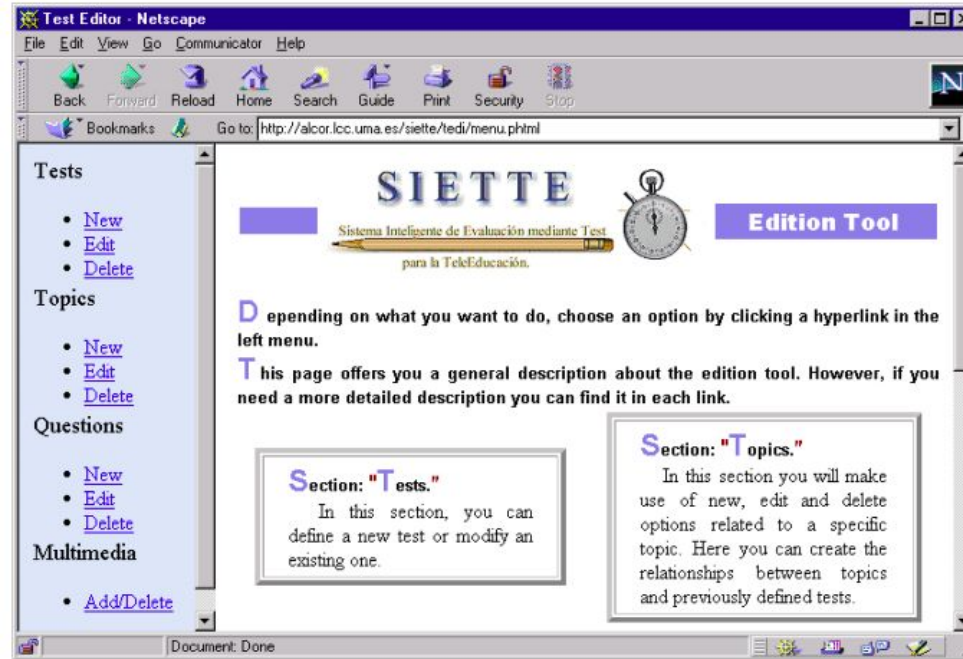 Test Editor - Netscape
File Edit View Go Communicator Help
Back Forward Reload Home Search Guide Print Security Stop
N
Bookmarks Go to: http://alcor.lcc.uma.es/siette/tedi/menu.phtml
Tests
New
Edit
Delete
Topics
New
Edit
Delete
Questions
New
Edit
Delete
Multimedia
Add/Delete
SIETTE
Sistema Inteligente de Evaluación mediante Test
para la TeleEducación.
Edition Tool
Depending on what you want to do, choose an option by clicking a hyperlink in the
left menu.
This page offers you a general description about the edition tool. However, if you
need a more detailed description you can find it in each link.
Section: "Tests."
In this section, you can
define a new test or modify an
existing one.
Section: "Topics."
In this section you will make
use of new, edit and delete
options related to a specific
topic. Here you can create the
relationships between topics
and previously defined tests.
Document: Done